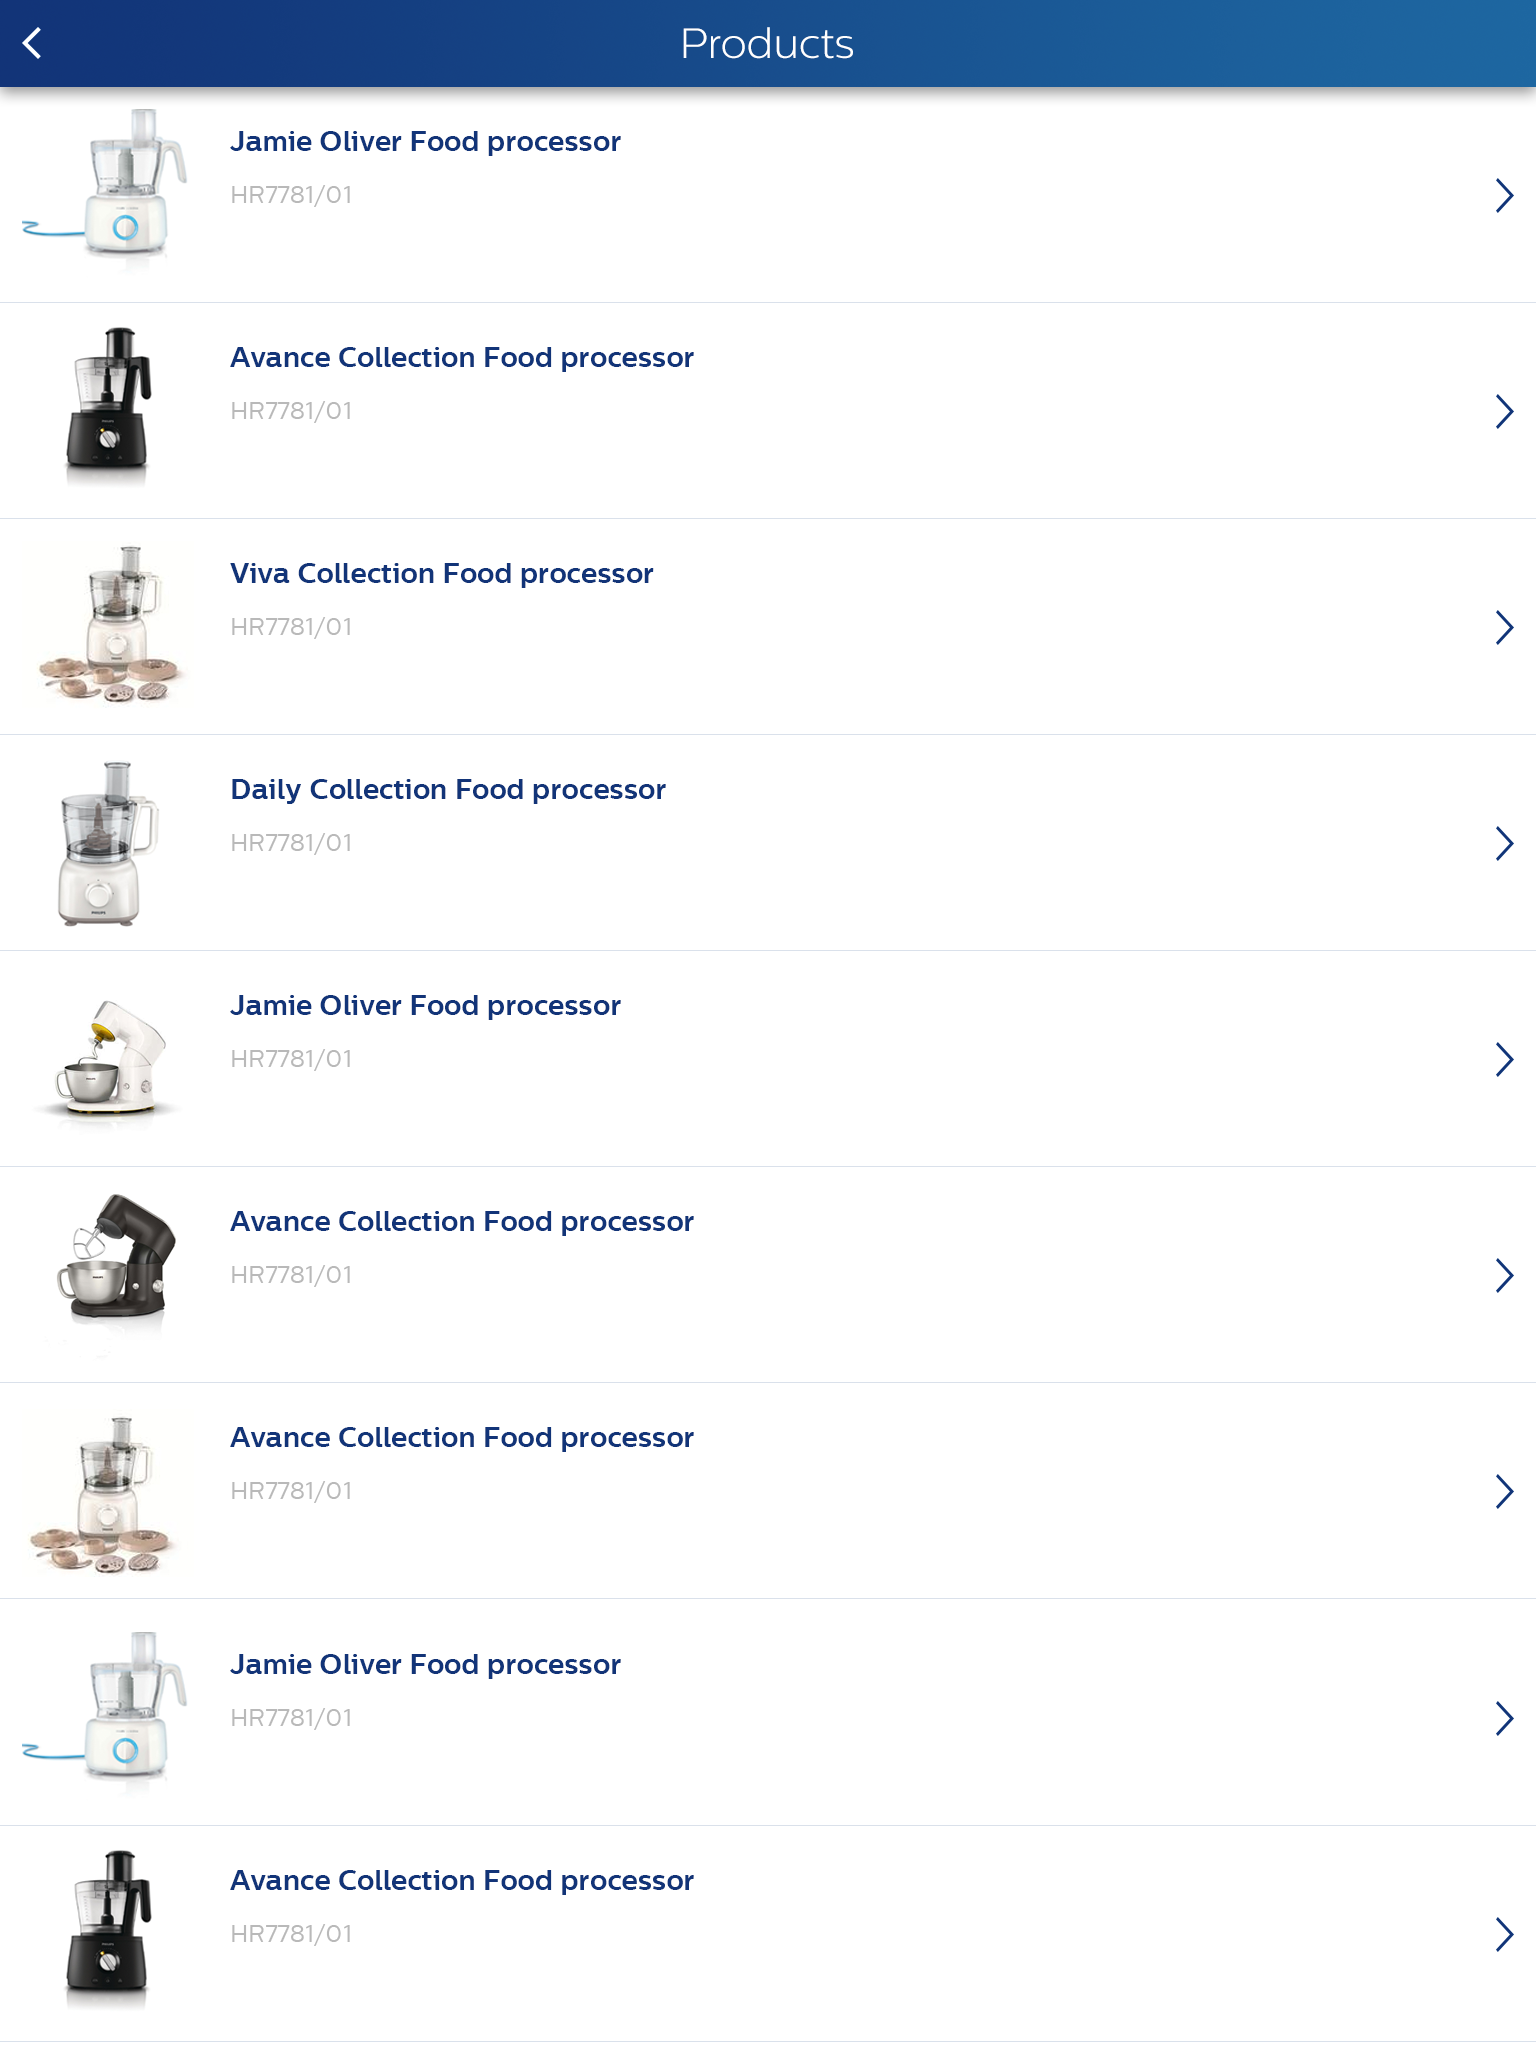 Products
Jamie Oliver Food processor
HR7781/01
Avance Collection Food processor
HR7781/01
Viva Collection Food processor
HR7781/01
Daily Collection Food processor
HR7781/01
Jamie Oliver Food processor
HR7781/01
Avance Collection Food processor
HR7781/01
Avance Collection Food processor
HR7781/01
Jamie Oliver Food processor
HR7781/01
Avance Collection Food processor
HR7781/01